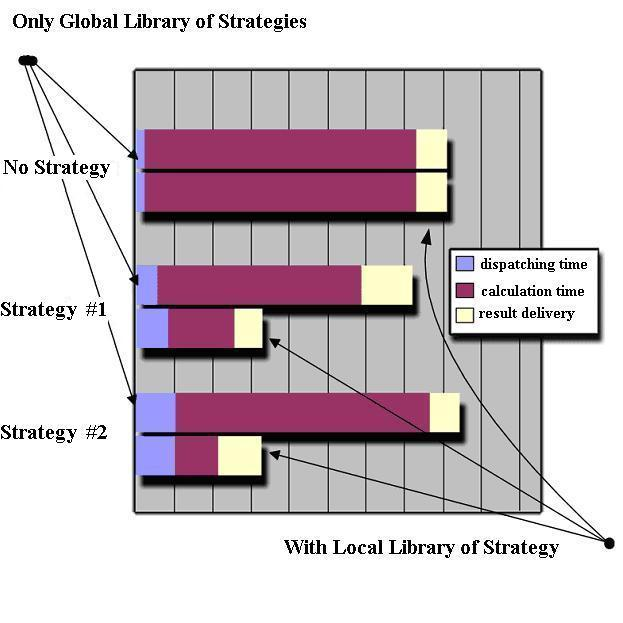 Only Global Library of Strategies
No Strategy
dispatching time
calculation time
result delivery
Strategy #1
Strategy #2
With Local Library of Strategy